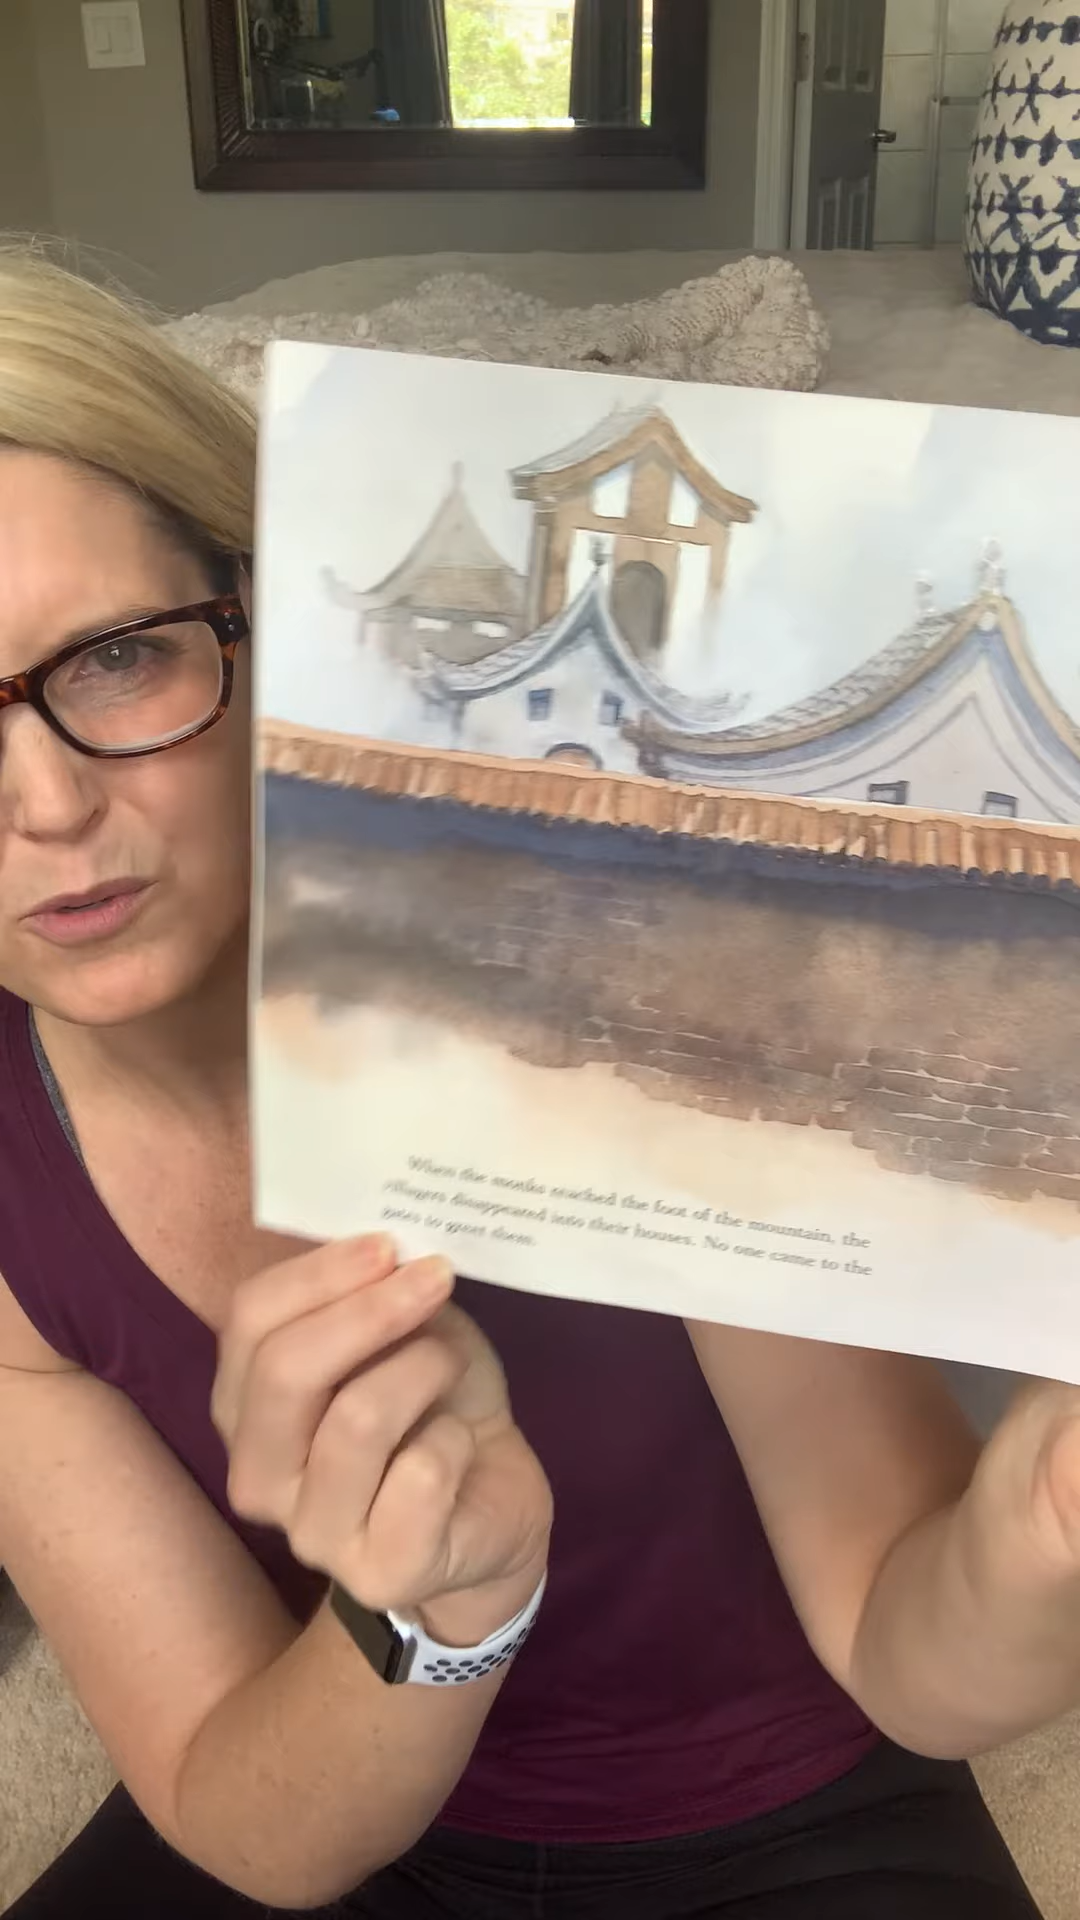 When the monks reached the foot of the mountain, the
villagers disappeared into their houses. No one came to the
gates to greet them.